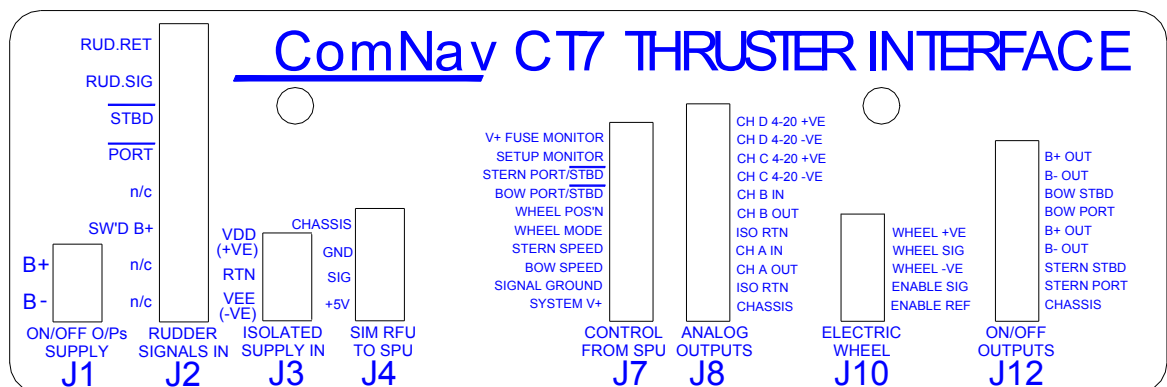 ComNav CT7 THRUSTER INTERFACE
B+
B-
ON/OFF O/Ps
SUPPLY
J1
RUD.RET
RUD.SIG
STBD
PORT
n/c
SW'D B+
n/c
n/c
RUDDER
SIGNALS IN
J2
VDD
(+VE)
RTN
VEE
(-VE)
ISOLATED
SUPPLY IN
J3
CHASSIS
GND
SIG
+5V
SIM RFU
TO SPU
J4
V+ FUSE MONITOR
SETUP MONITOR
STERN PORT/STBD
BOW PORT/STBD
WHEEL POS'N
WHEEL MODE
STERN SPEED
BOW SPEED
SIGNAL GROUND
SYSTEM V+
CONTROL
FROM SPU
J7
CH D 4-20 +VE
CH D 4-20 -VE
CH C 4-20 +VE
CH C 4-20 -VE
CH B IN
CH B OUT
ISO RTN
CH A IN
CH A OUT
ISO RTN
CHASSIS
ANALOG
OUTPUTS
J8
WHEEL +VE
WHEEL SIG
WHEEL -VE
ENABLE SIG
ENABLE REF
ELECTRIC
WHEEL
J10
B+ OUT
B- OUT
BOW STBD
BOW PORT
B+ OUT
B- OUT
STERN STBD
STERN PORT
CHASSIS
ON/OFF
OUTPUTS
J12